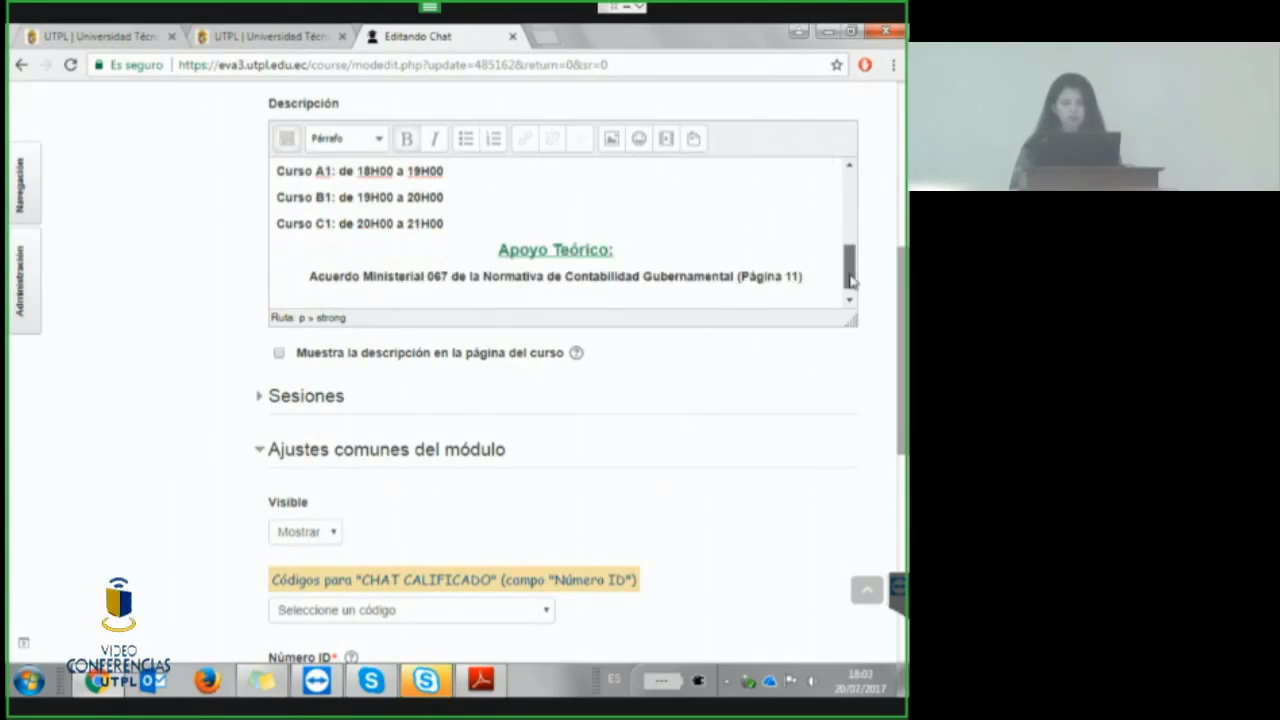 UTPL | Universidad Técn
UTPL | Universidad Técn
Editando Chat
Es seguro
https://eva3.utpl.edu.ec/course/modedit.php?update=485162&return=0&sr=0
Descripción
Párrafo
B I
Navegación
Administración
Curso A1: de 18H00 a 19H00
Curso B1: de 19H00 a 20H00
Curso C1: de 20H00 a 21H00
Apoyo Teórico:
Acuerdo Ministerial 067 de la Normativa de Contabilidad Gubernamental (Página 11)
Ruta: p » strong
Muestra la descripción en la página del curso
Sesiones
Ajustes comunes del módulo
Visible
Mostrar
Códigos para "CHAT CALIFICADO" (campo "Número ID")
Seleccione un código
Número ID*
VIDEO
CONFERENCIAS
UTPL
ES
18:03
20/07/2017